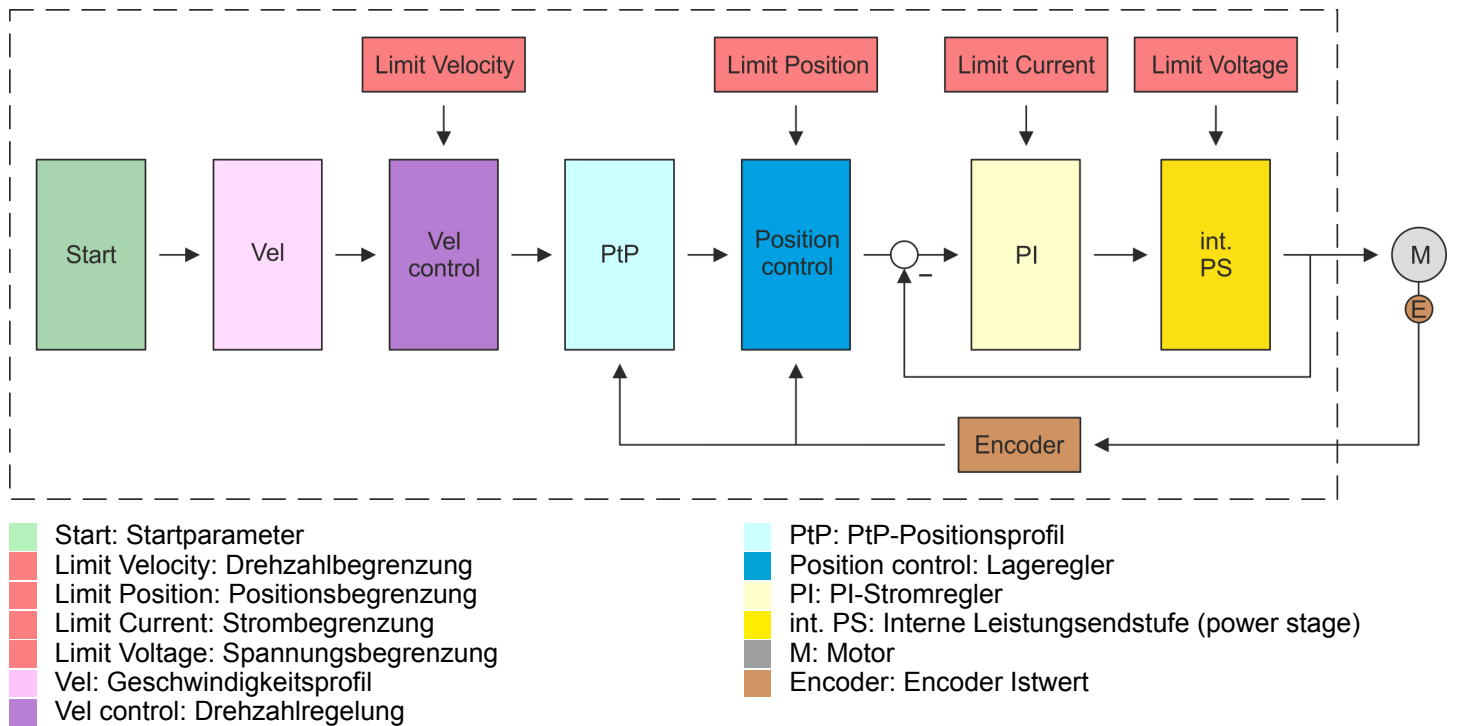 Limit Velocity
Limit Position
Limit Current
Limit Voltage
Start
Vel
Vel
control
PtP
Position
control
–
PI
int.
PS
M
E
Encoder
Start: Startparameter
Limit Velocity: Drehzahlbegrenzung
Limit Position: Positionsbegrenzung
Limit Current: Strombegrenzung
Limit Voltage: Spannungsbegrenzung
Vel: Geschwindigkeitsprofil
Vel control: Drehzahlregelung
PtP: PtP-Positionsprofil
Position control: Lageregler
PI: PI-Stromregler
int. PS: Interne Leistungsendstufe (power stage)
M: Motor
Encoder: Encoder Istwert